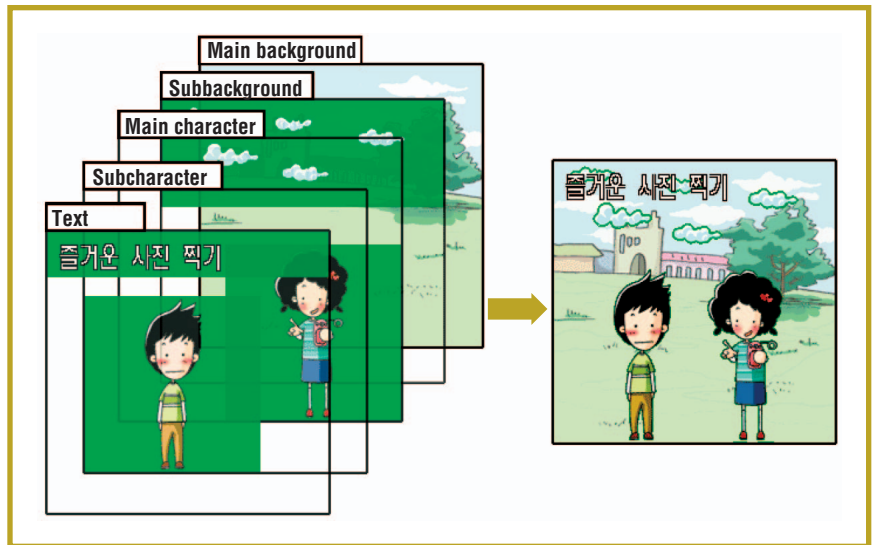 Main background
Subbackground
Main character
Subcharacter
Text
즐거운 사진 찍기
즐거운 사진 찍기